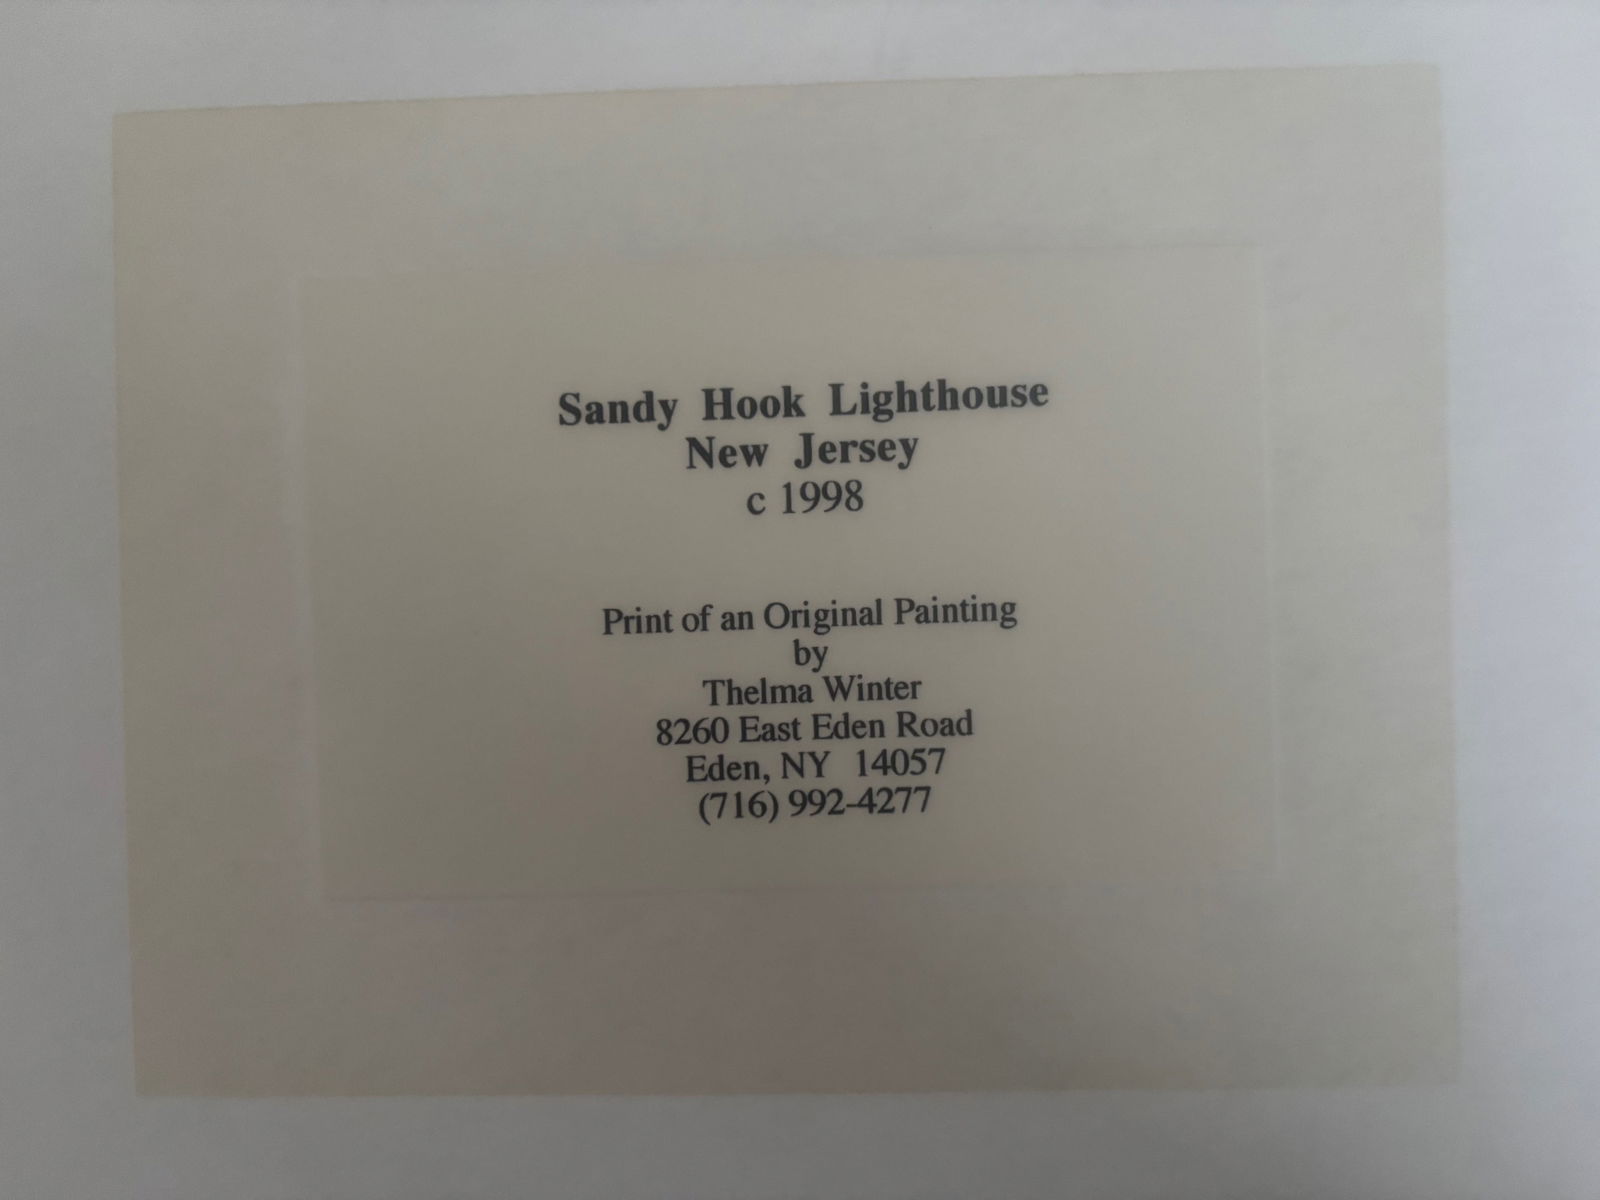 Sandy Hook Lighthouse
New Jersey
c 1998
Print of an Original Painting
by
Thelma Winter
8260 East Eden Road
Eden, NY 14057
(716) 992-4277